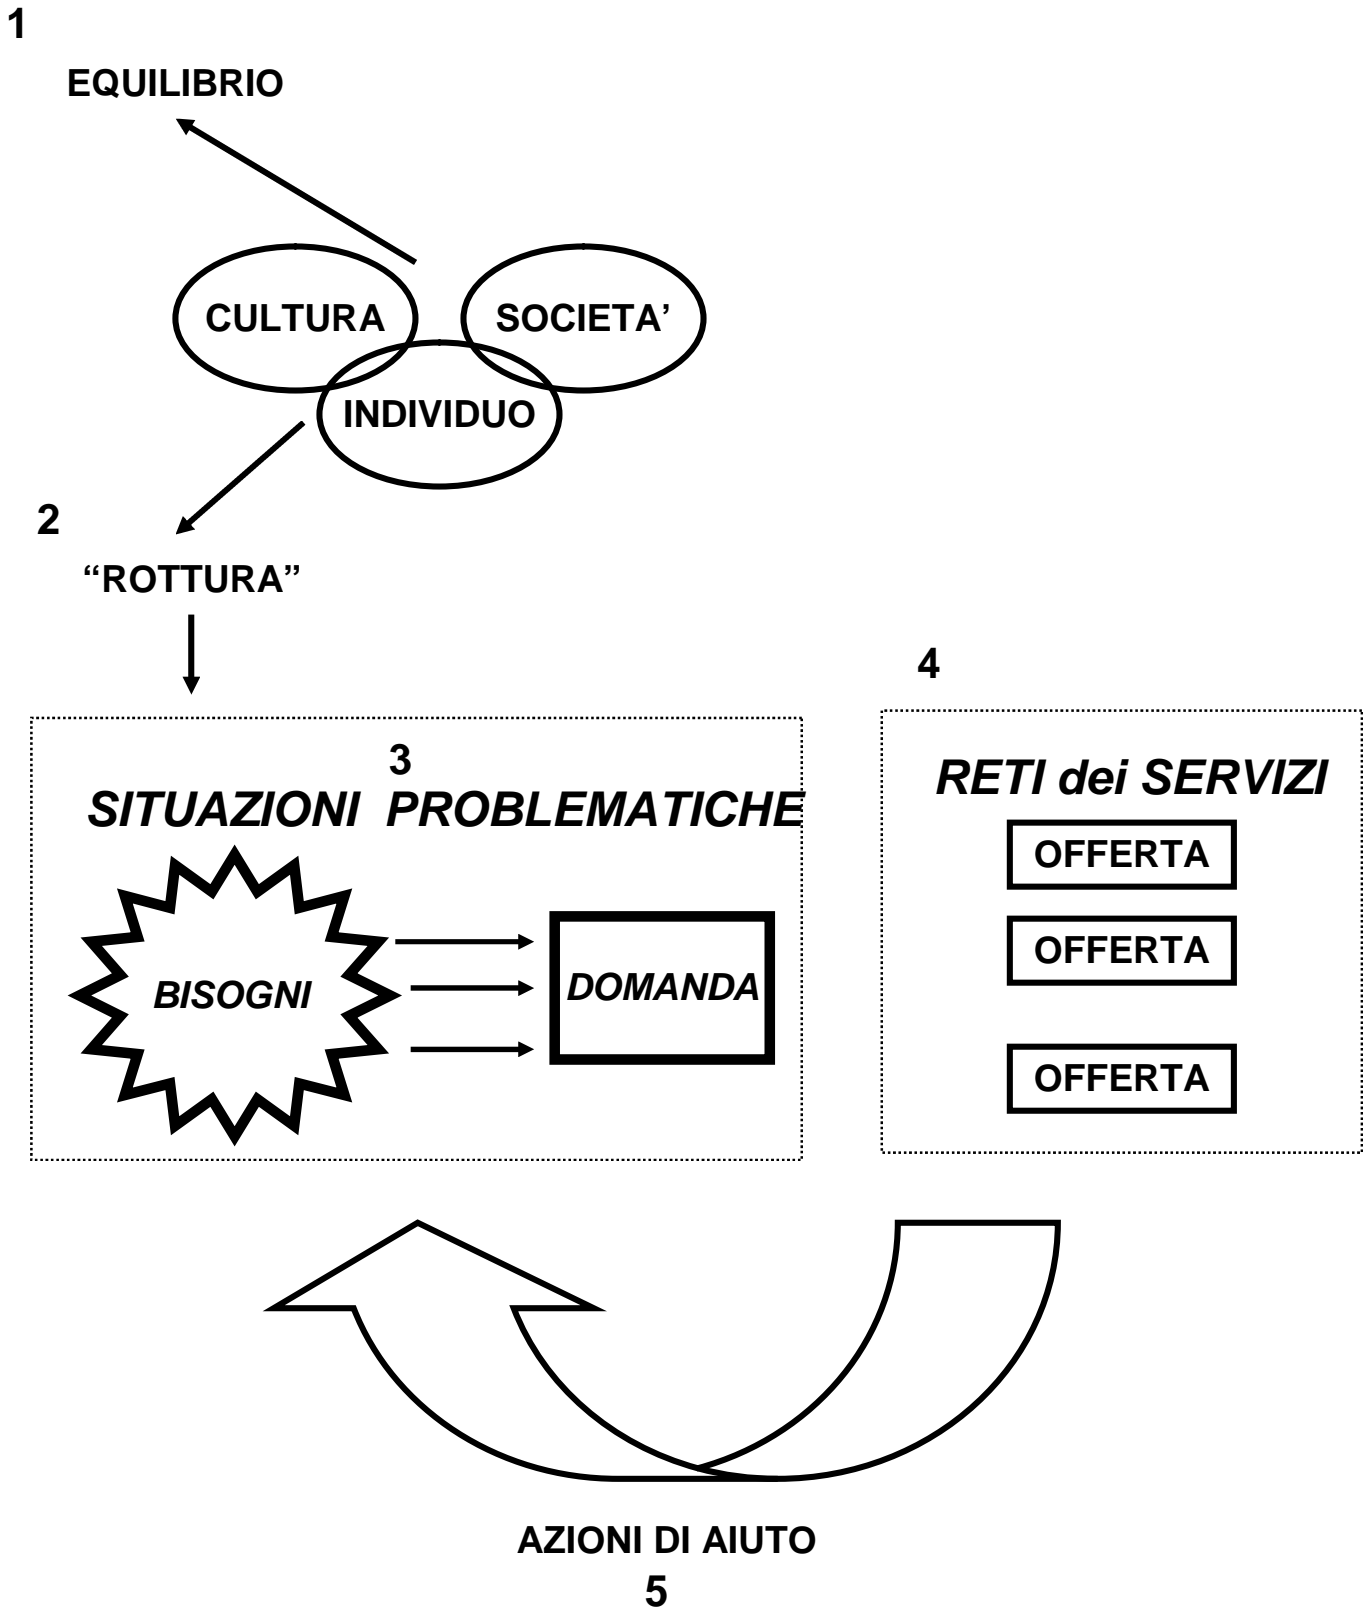 1
EQUILIBRIO
CULTURA
SOCIETA’
INDIVIDUO
2
“ROTTURA”
3
SITUAZIONI PROBLEMATICHE
BISOGNI
DOMANDA
4
RETI dei SERVIZI
OFFERTA
OFFERTA
OFFERTA
AZIONI DI AIUTO
5